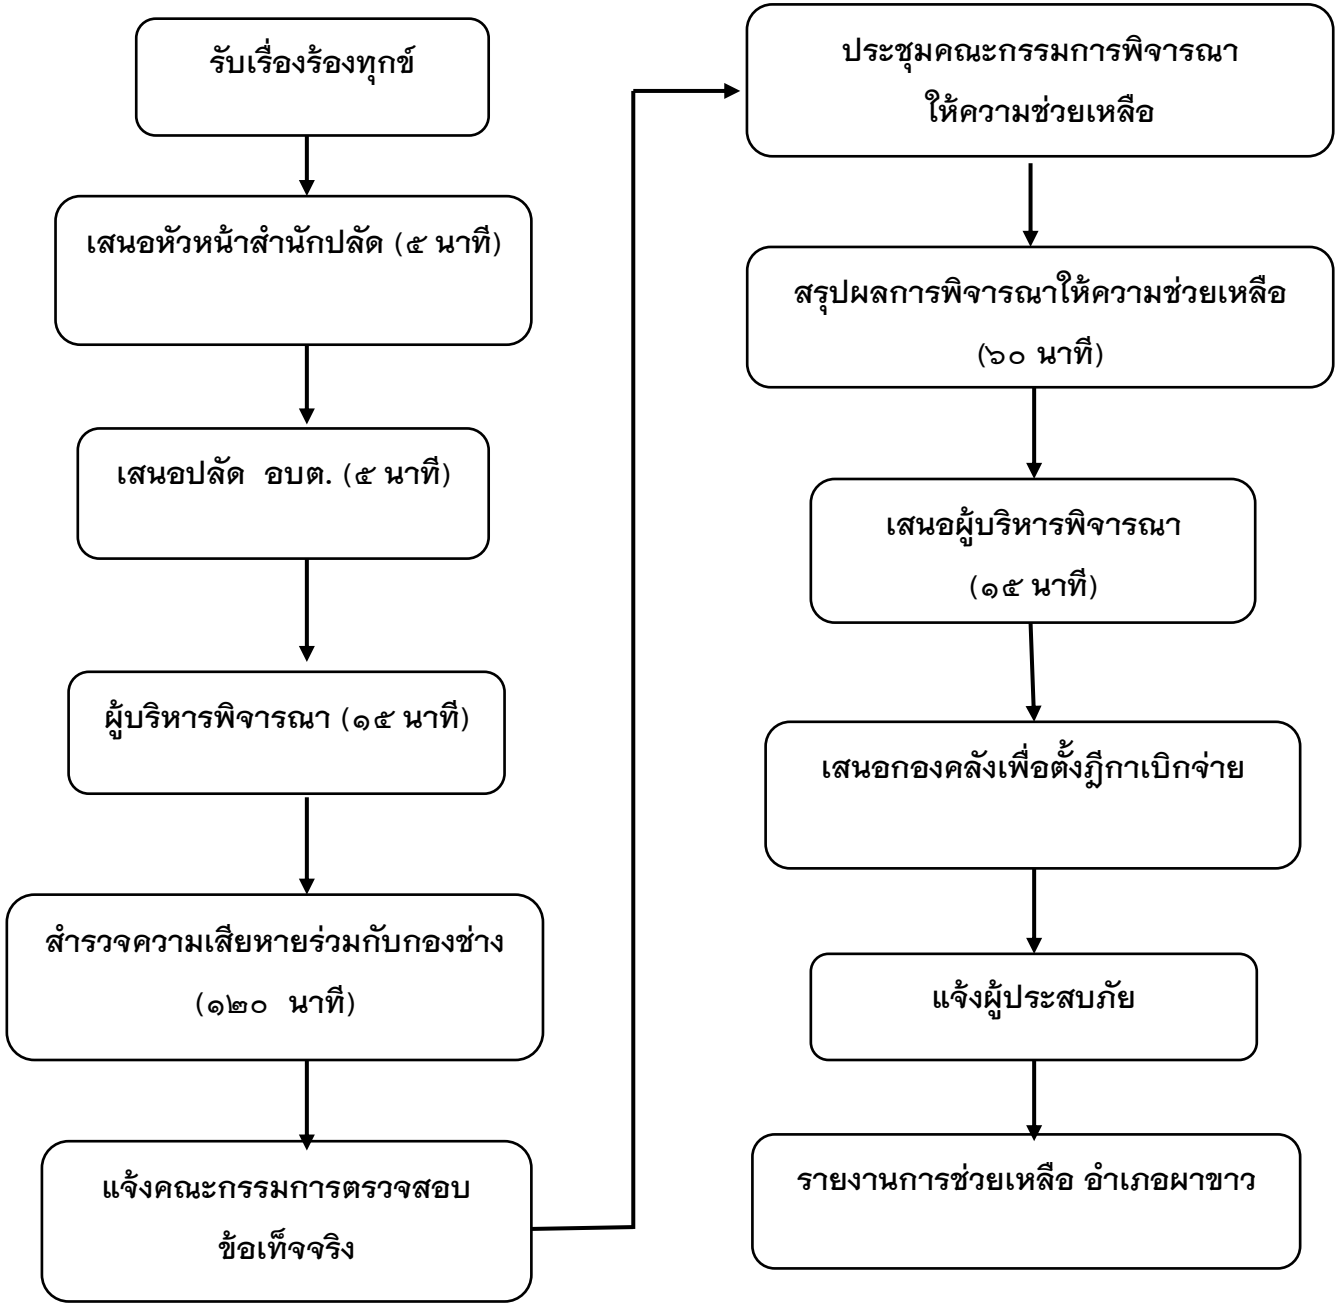 รับเรื่องร้องทุกข์
เสนอหัวหน้าสำนักปลัด (๕ นาที)
เสนอปลัด อบต. (๕ นาที)
ผู้บริหารพิจารณา (๑๕ นาที)
สำรวจความเสียหายร่วมกับกองช่าง
(๑๒๐ นาที)
แจ้งคณะกรรมการตรวจสอบ
ข้อเท็จจริง
ประชุมคณะกรรมการพิจารณา
ให้ความช่วยเหลือ
สรุปผลการพิจารณาให้ความช่วยเหลือ
(๖๐ นาที)
เสนอผู้บริหารพิจารณา
(๑๕ นาที)
เสนอกองคลังเพื่อตั้งฎีกาเบิกจ่าย
แจ้งผู้ประสบภัย
รายงานการช่วยเหลือ อำเภอผาขาว